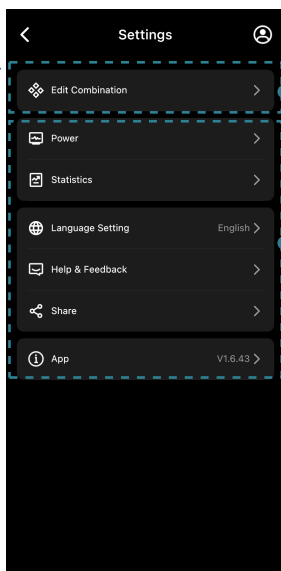 Settings
Edit Combination
Power
Statistics
Language Setting English
Help & Feedback
Share
App V1.6.43